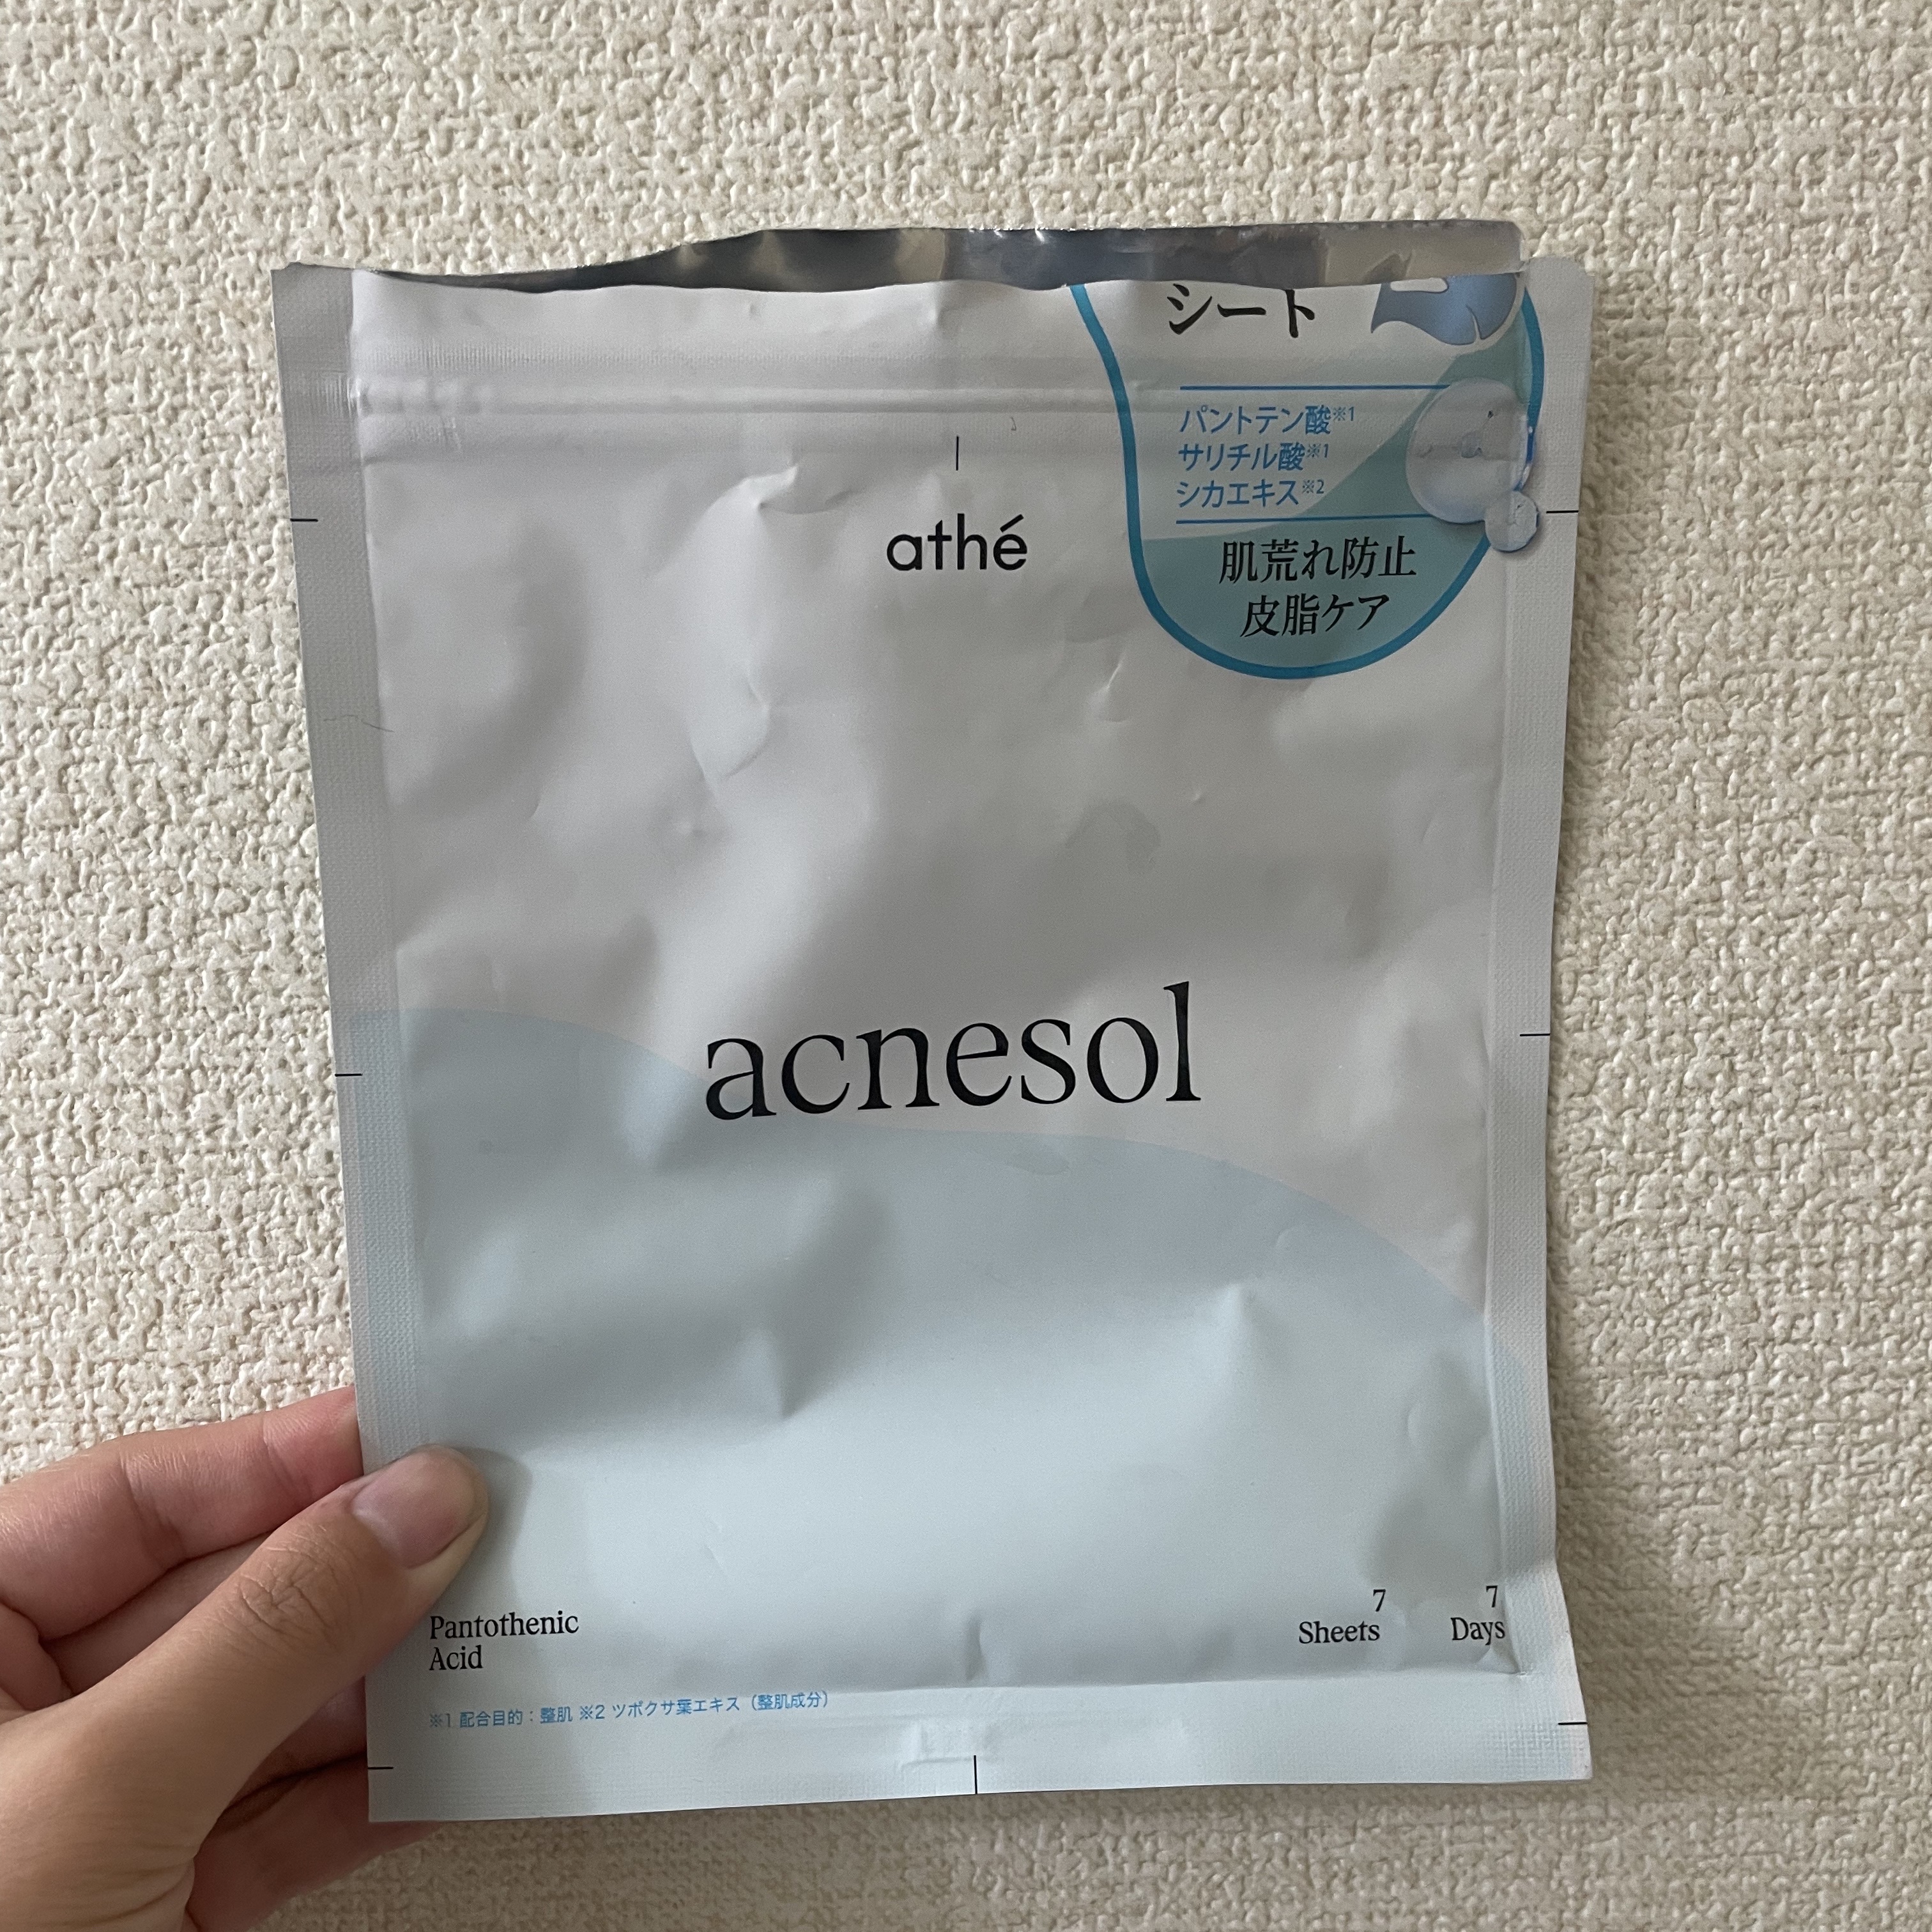 シート
パントテン酸※1
サリチル酸※1
シカエキス※2
肌荒れ防止
皮脂ケア
athé
acnesol
Pantothenic
Acid
7
Sheets
7
Days
※1 配合目的：整肌 ※2 ツボクサ葉エキス（整肌成分）